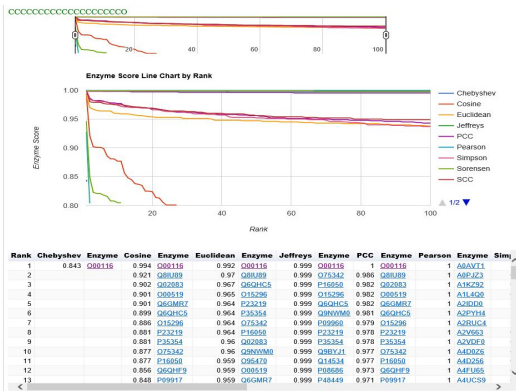 CCCCCCCCCCCCCCCCCO
20 40 60 80 100
Enzyme Score Line Chart by Rank
1.00
0.95
0.90
0.85
0.80
Enzyme Score
20 40 60 80 100
Rank
Chebyshev
Cosine
Euclidean
Jeffreys
PCC
Pearson
Simpson
Sorensen
SCC
1/2
Rank Chebyshev Enzyme Cosine Enzyme Euclidean Enzyme Jeffreys Enzyme PCC Enzyme Pearson Enzyme
1 0.843 O00116 0.994 O00116 0.992 O00116 0.999 O00116 1 O00116 1 A0AVT1
2 0.921 Q8IU89 0.97 Q8IU89 0.999 O75342 0.986 Q8IU89 1 A0PJZ3
3 0.902 Q02083 0.967 Q6QHC5 0.999 P16050 0.982 Q02083 1 A1KZ92
4 0.901 O00519 0.965 O15296 0.999 O15296 0.982 O00519 1 A1L4Q0
5 0.901 Q6GMR7 0.964 O15296 0.999 Q6QHC5 0.982 Q6GMR7 1 A2IDD0
6 0.899 Q6QHC5 0.964 P35354 0.999 Q9NWM0 0.981 Q6QHC5 1 A2PYH4
7 0.886 O15296 0.964 O75342 0.999 P09960 0.979 O15296 1 A2RUC4
8 0.881 P23219 0.964 P16050 0.999 P23219 0.978 P23219 1 A2V663
9 0.881 P35354 0.96 Q02083 0.999 P35354 0.978 P35354 1 A2VDF0
10 0.877 O75342 0.96 Q9NWM0 0.999 Q9BYJ1 0.977 O75342 1 A4D0Z6
11 0.877 P16050 0.959 O95470 0.999 Q14534 0.977 P16050 1 A4D256
12 0.856 Q6QHF9 0.959 O00519 0.999 P08686 0.973 Q6QHF9 1 A4FU65
13 0.848 P09917 0.959 Q6GMR7 0.999 P48449 0.971 P09917 1 A4UCS9